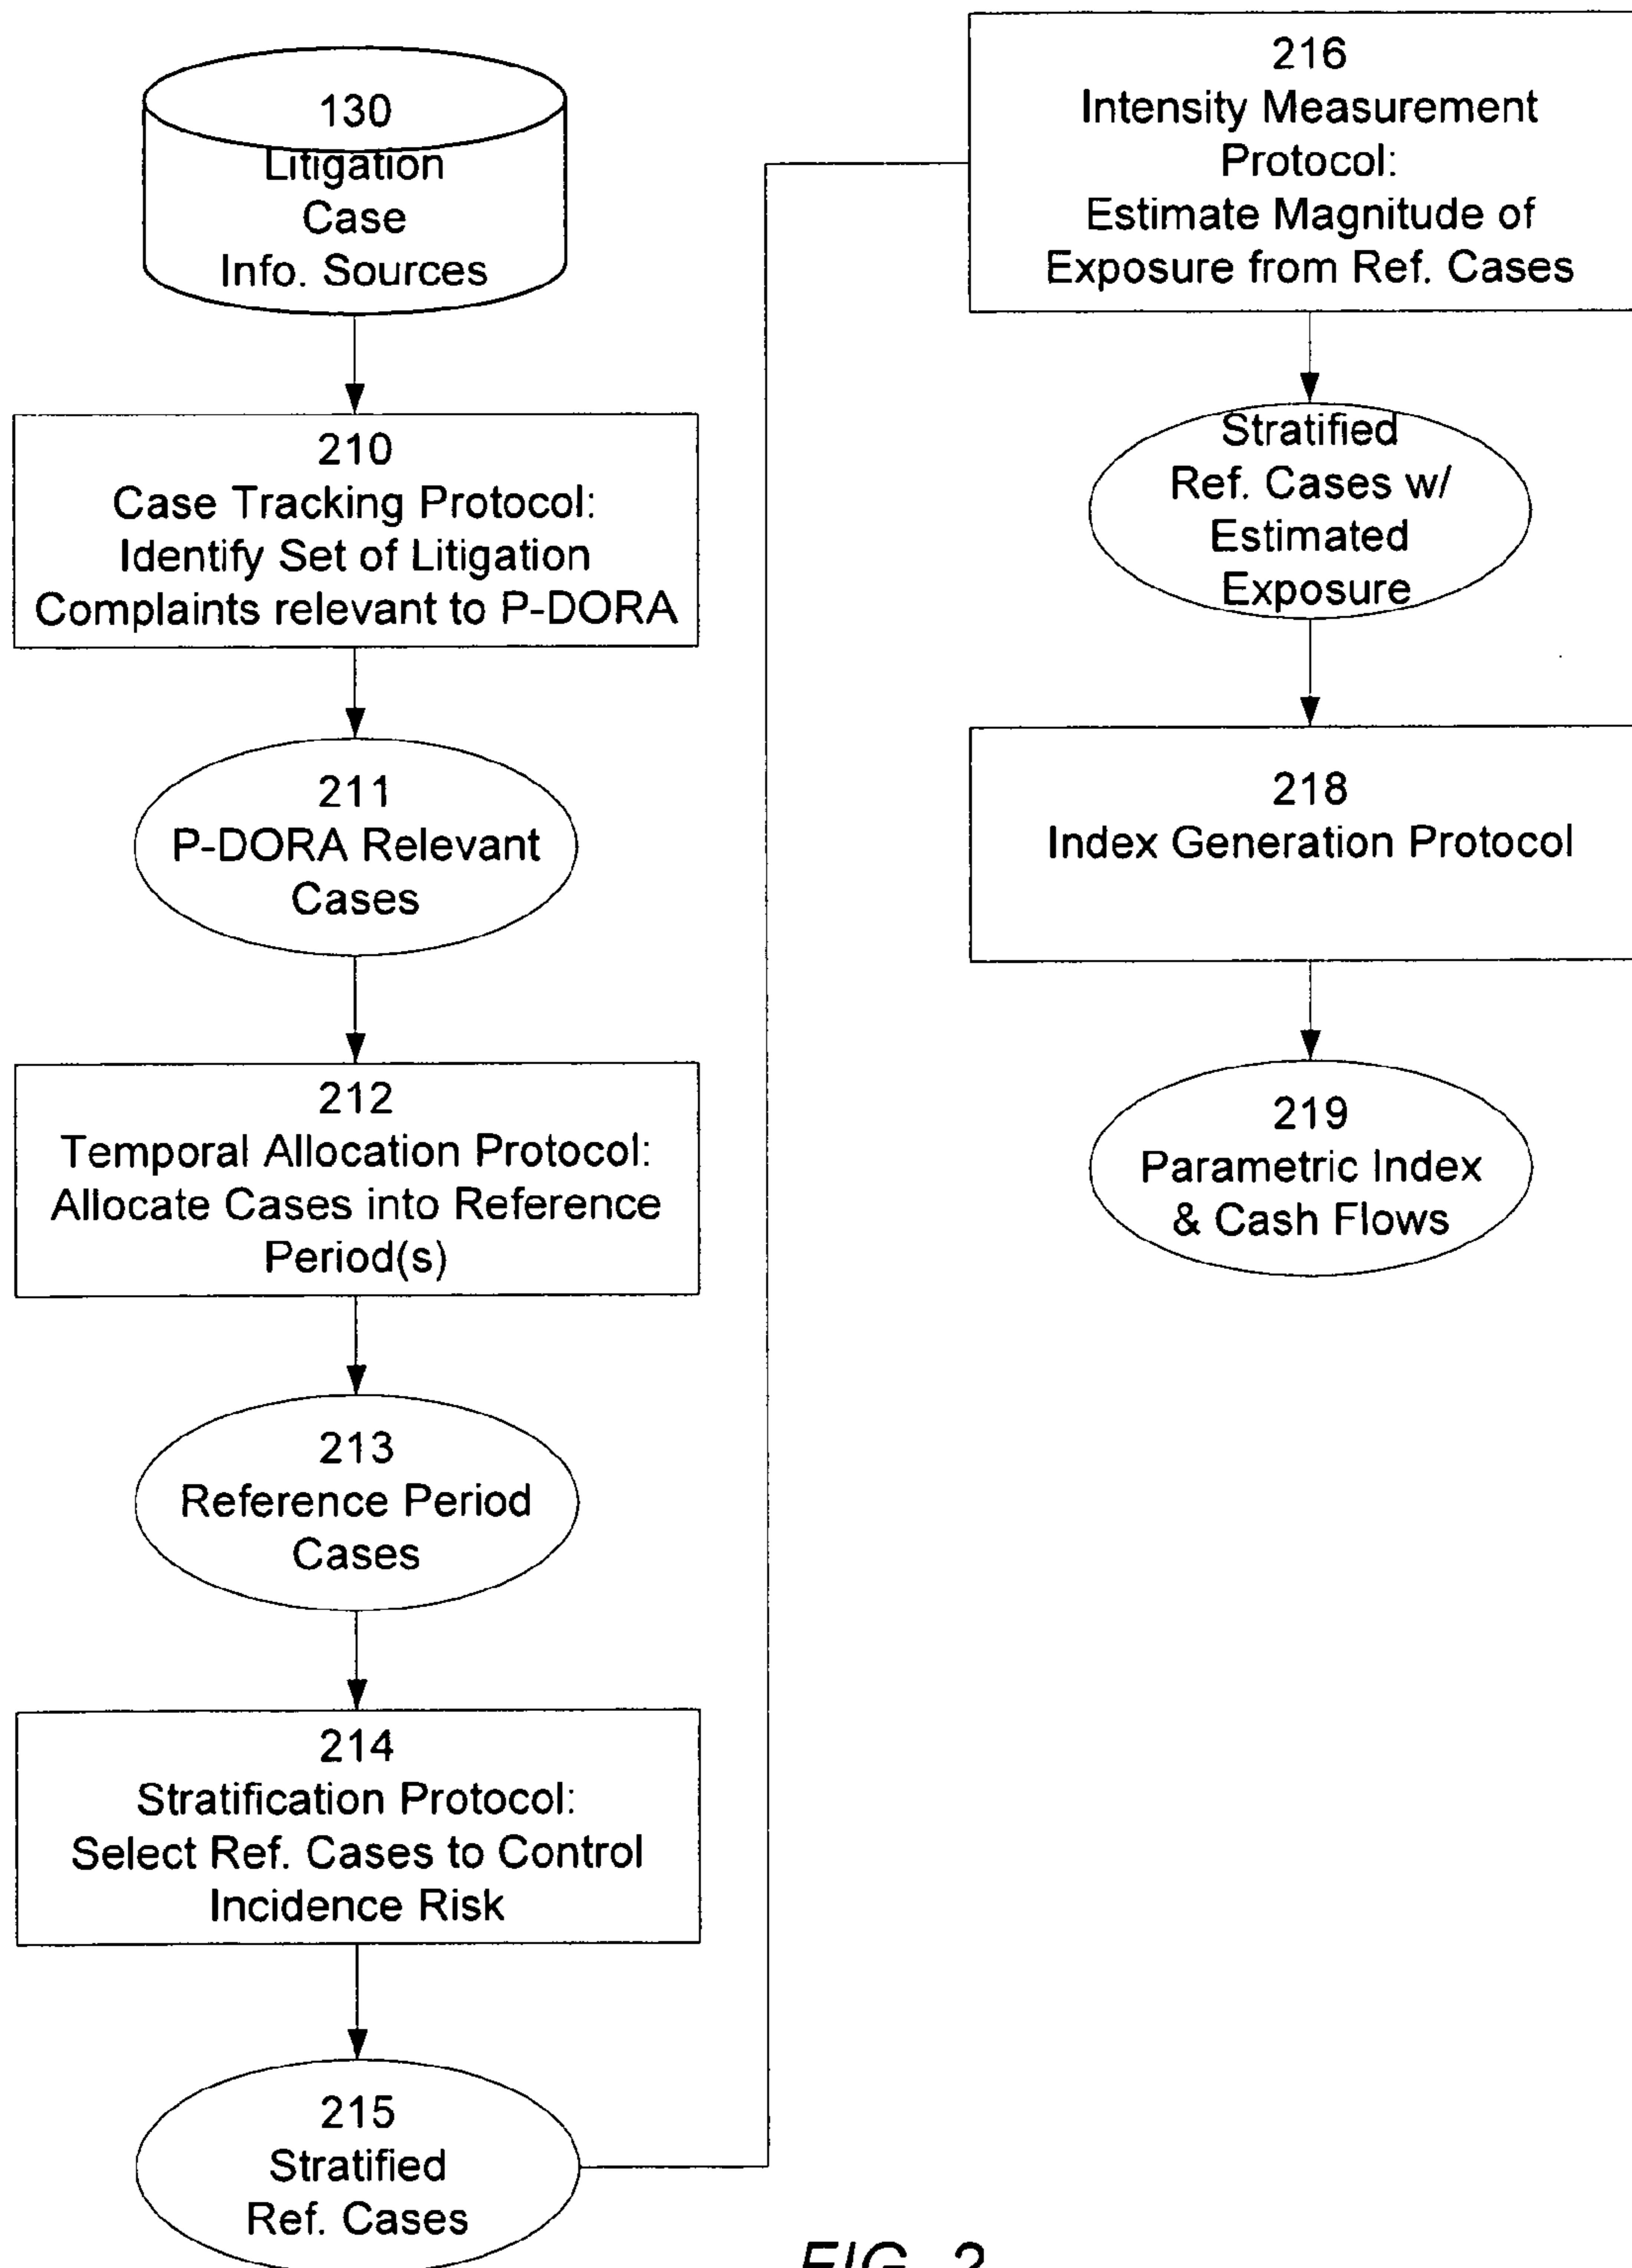 130
Litigation
Case
Info. Sources
210
Case Tracking Protocol:
Identify Set of Litigation
Complaints relevant to P-DORA
211
P-DORA Relevant
Cases
212
Temporal Allocation Protocol:
Allocate Cases into Reference
Period(s)
213
Reference Period
Cases
214
Stratification Protocol:
Select Ref. Cases to Control
Incidence Risk
215
Stratified
Ref. Cases
216
Intensity Measurement
Protocol:
Estimate Magnitude of
Exposure from Ref. Cases
Stratified
Ref. Cases w/
Estimated
Exposure
218
Index Generation Protocol
219
Parametric Index
& Cash Flows
FIG. 2